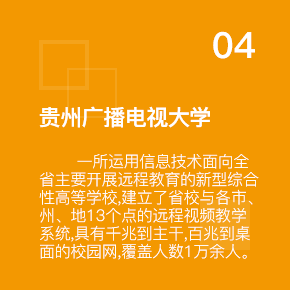 04
贵州广播电视大学
一所运用信息技术面向全
省主要开展远程教育的新型综合
性高等学校,建立了省校与各市、
州、地13个点的远程视频教学
系统,具有千兆到主干,百兆到桌
面的校园网,覆盖人数1万余人。